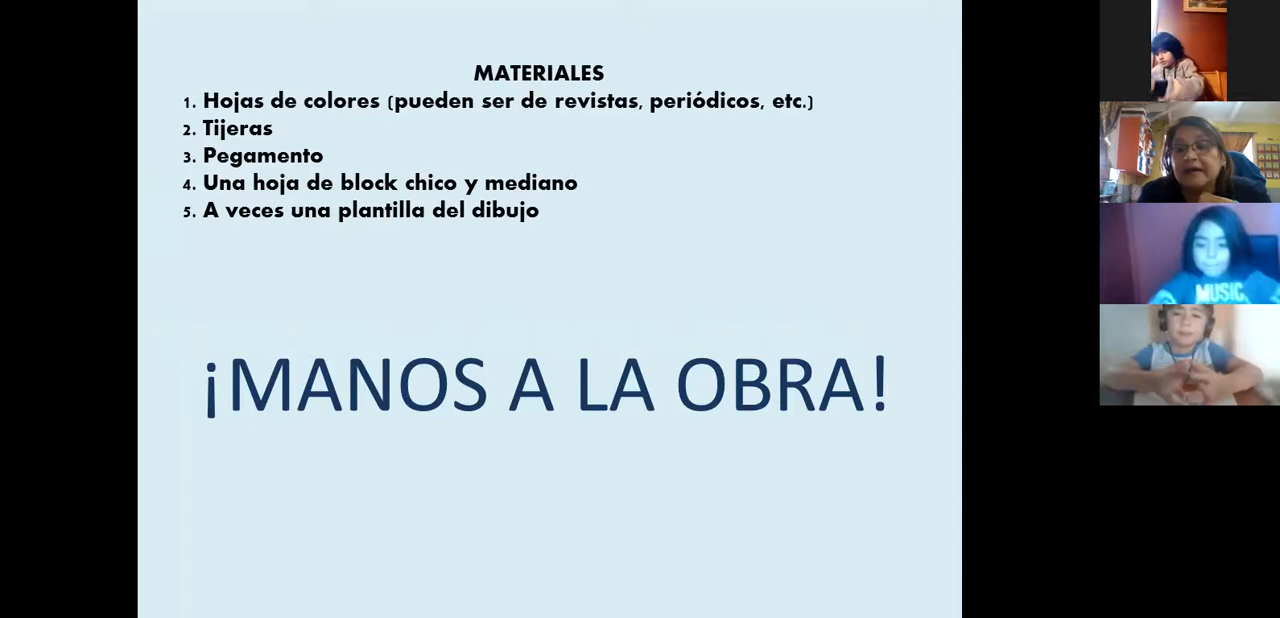 MATERIALES
1. Hojas de colores (pueden ser de revistas, periódicos, etc.)
2. Tijeras
3. Pegamento
4. Una hoja de block chico y mediano
5. A veces una plantilla del dibujo
¡MANOS A LA OBRA!
MUSIC